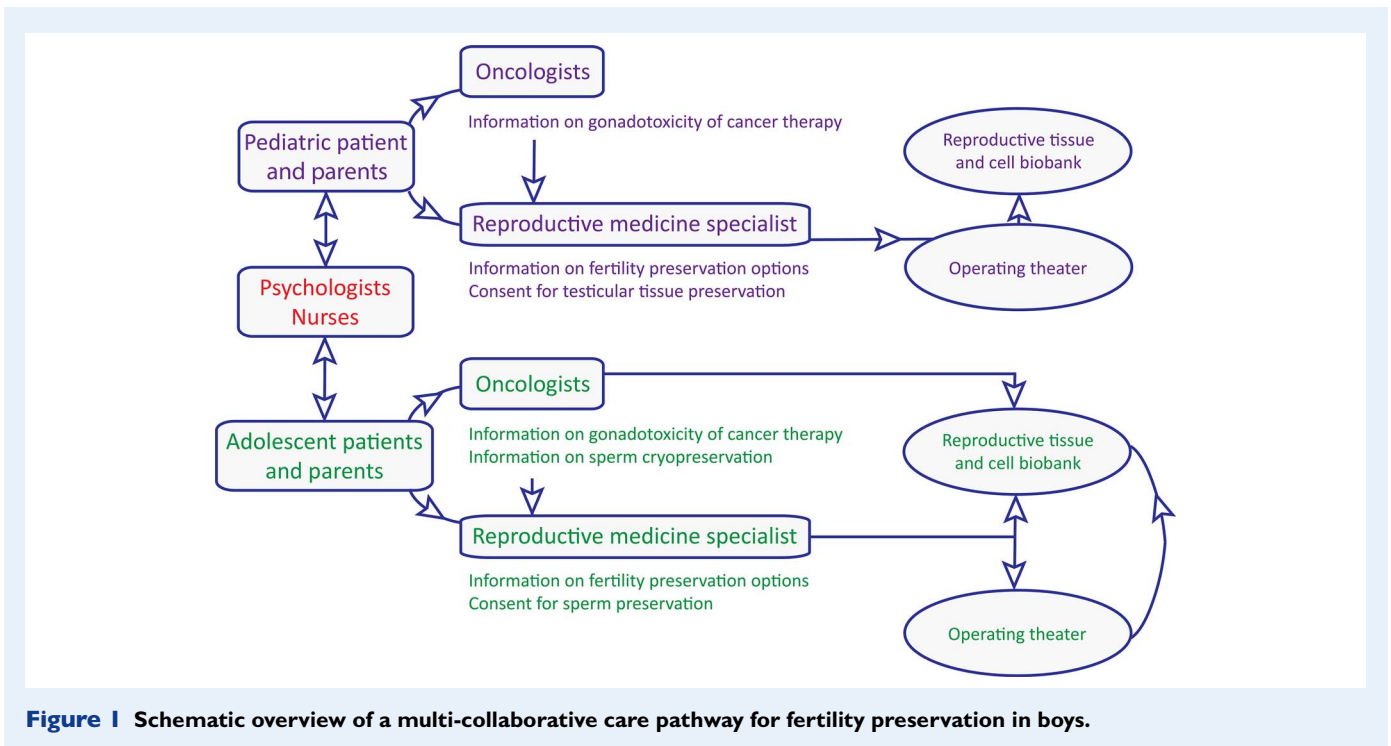 Oncologists
Information on gonadotoxicity of cancer therapy
Pediatric patient
and parents
Reproductive medicine specialist
Information on fertility preservation options
Consent for testicular tissue preservation
Reproductive tissue
and cell biobank
Operating theater
Psychologists
Nurses
Oncologists
Information on gonadotoxicity of cancer therapy
Information on sperm cryopreservation
Adolescent patients
and parents
Reproductive medicine specialist
Information on fertility preservation options
Consent for sperm preservation
Reproductive tissue
and cell biobank
Operating theater
Figure 1 Schematic overview of a multi-collaborative care pathway for fertility preservation in boys.